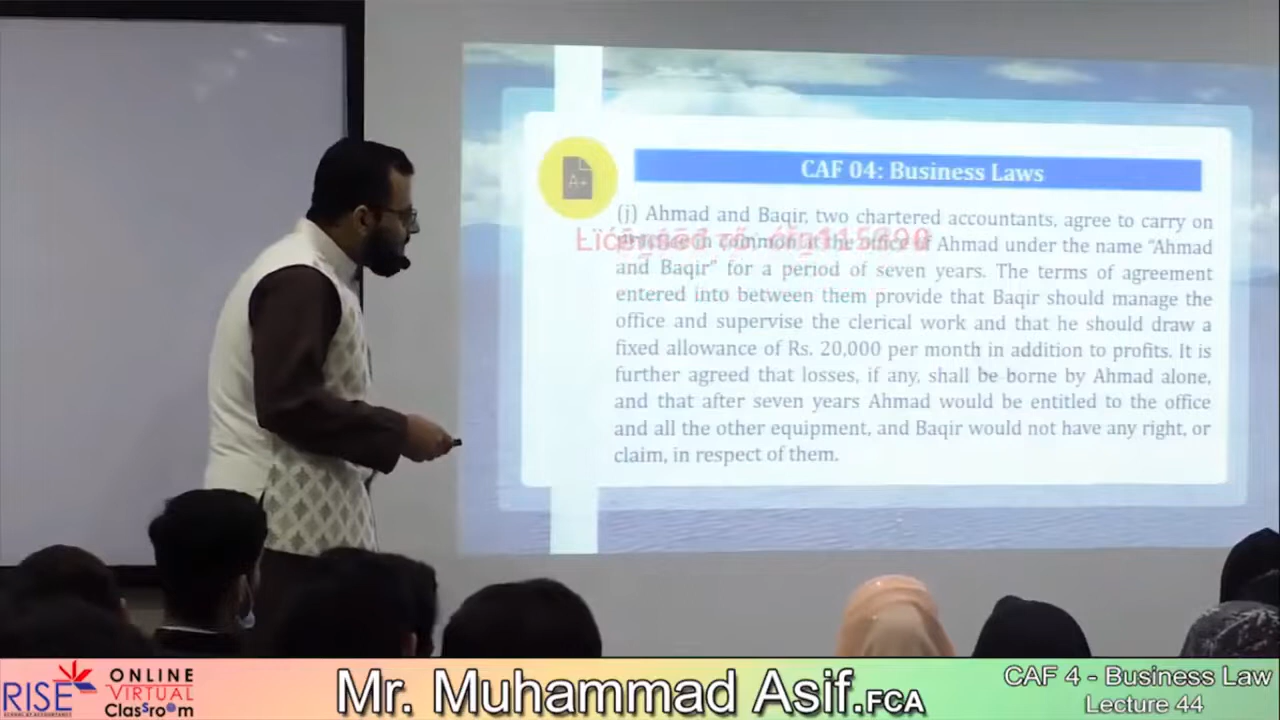 CAF 04: Business Laws
A+
(j) Ahmad and Baqir, two chartered accountants, agree to carry on
in common at the office of Ahmad under the name “Ahmad
and Baqir” for a period of seven years. The terms of agreement
entered into between them provide that Baqir should manage the
office and supervise the clerical work and that he should draw a
fixed allowance of Rs. 20,000 per month in addition to profits. It is
further agreed that losses, if any, shall be borne by Ahmad alone,
and that after seven years Ahmad would be entitled to the office
and all the other equipment, and Baqir would not have any right, or
claim, in respect of them.
RISE
SCHOOL OF ACCOUNTANCY
ONLINE
VIRTUAL
ClasSroOm
Mr. Muhammad Asif.FCA
CAF 4 - Business Law
Lecture 44